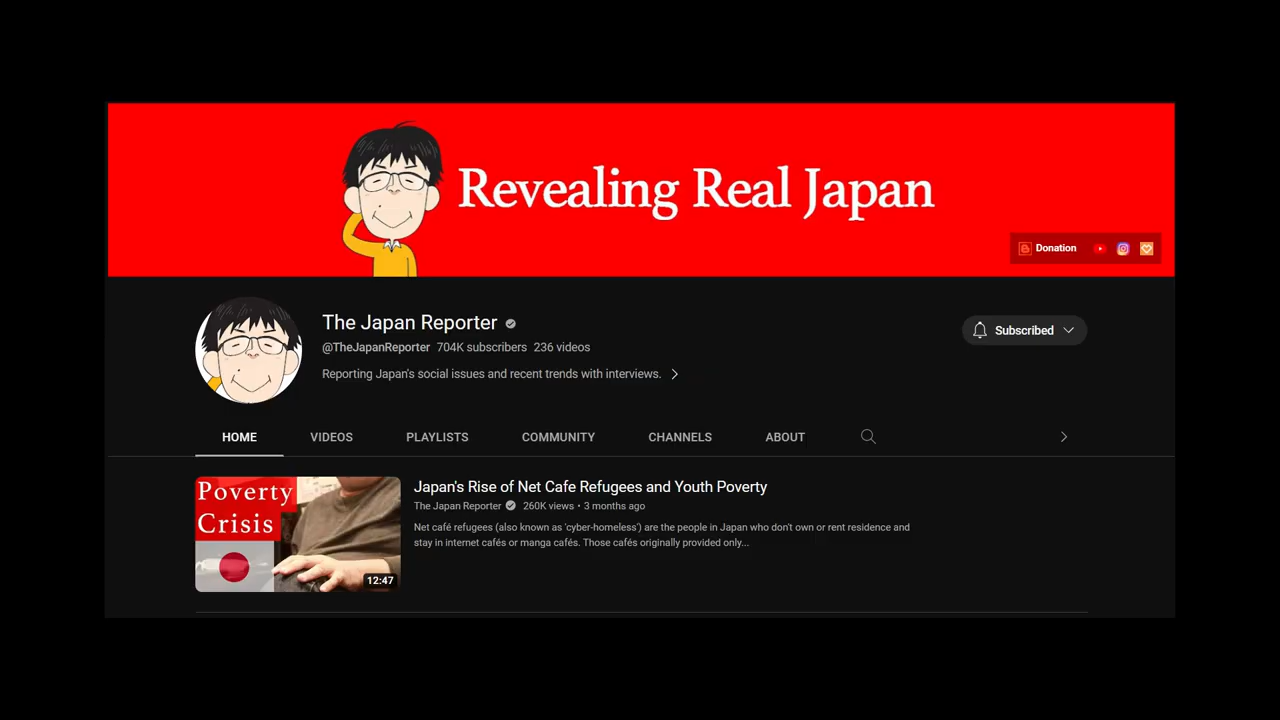 Revealing Real Japan
Donation
The Japan Reporter
@TheJapanReporter 704K subscribers 236 videos
Reporting Japan's social issues and recent trends with interviews.
Subscribed
HOME VIDEOS PLAYLISTS COMMUNITY CHANNELS ABOUT
Poverty
Crisis
12:47
Japan's Rise of Net Cafe Refugees and Youth Poverty
The Japan Reporter 260K views • 3 months ago
Net café refugees (also known as 'cyber-homeless') are the people in Japan who don't own or rent residence and
stay in internet cafés or manga cafés. Those cafés originally provided only...